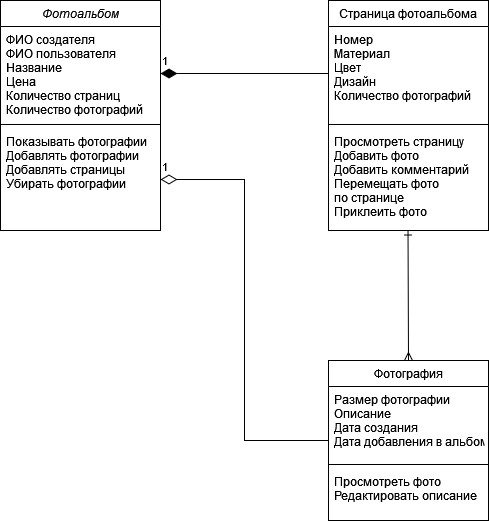 Фотоальбом
ФИО создателя
ФИО пользователя
Название
Цена
Количество страниц
Количество фотографий
Показывать фотографии
Добавлять фотографии
Добавлять страницы
Убирать фотографии
1
1
Страница фотоальбома
Номер
Материал
Цвет
Дизайн
Количество фотографий
Просмотреть страницу
Добавить фото
Добавить комментарий
Перемещать фото
по странице
Приклеить фото
Фотография
Размер фотографии
Описание
Дата создания
Дата добавления в альбом
Просмотреть фото
Редактировать описание